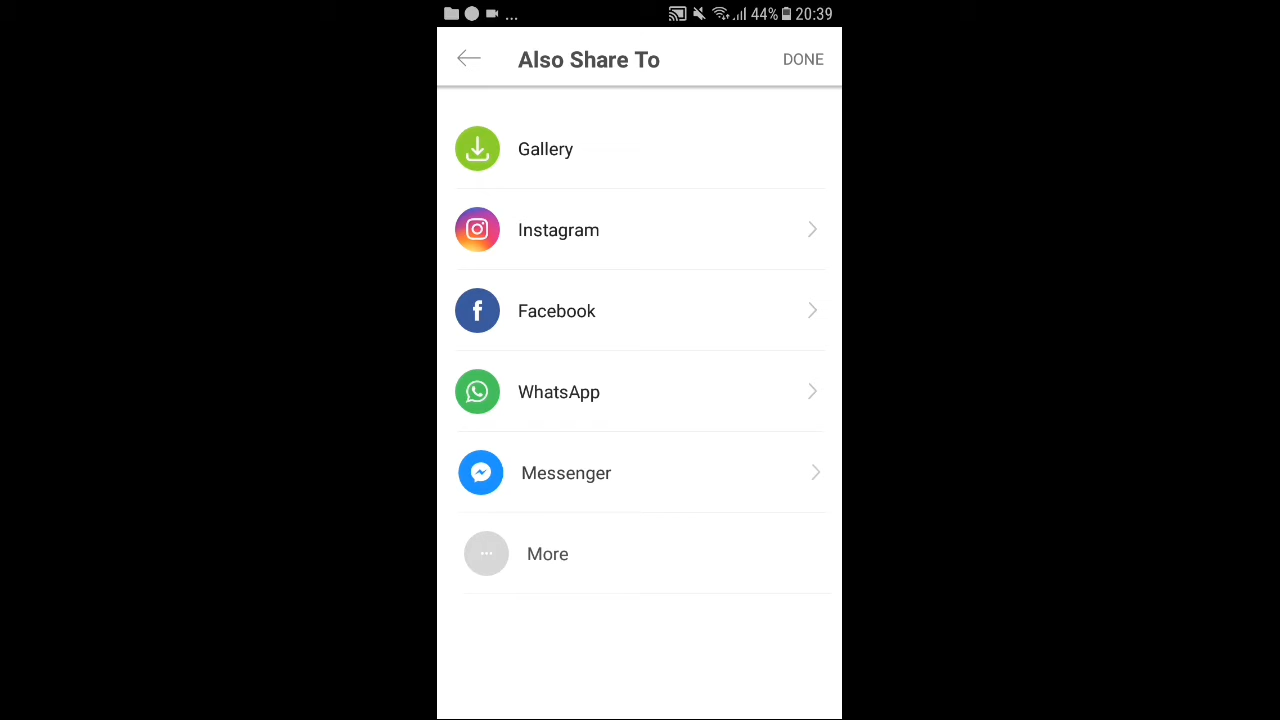 ... 44% 20:39
Also Share To DONE
Gallery
Instagram
Facebook
WhatsApp
Messenger
More